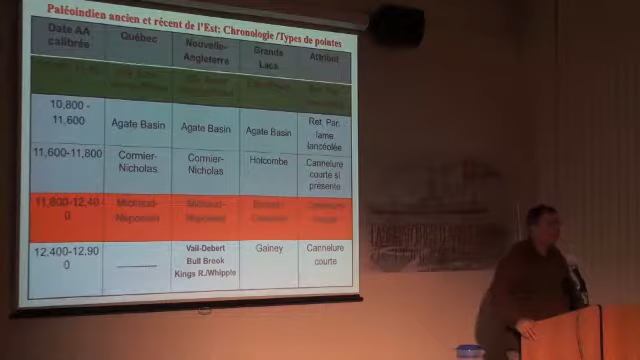 Paléoindien ancien et récent de l'Est: Chronologie /Types de pointes
Date AA calibrée
Québec
Nouvelle-Angleterre
Grands Lacs
Attribut
10,800 - 11,600
Agate Basin
Agate Basin
Agate Basin
Ret. Par. lame lancéolée
11,600-11,800
Cormier-Nicholas
Cormier-Nicholas
Holcombe
Cannelure courte si présente
11,800-12,400
Michaud-Neponset
Michaud-Neponset
12,400-12,900
Vail-Debert
Bull Brook
Kings R./Whipple
Gainey
Cannelure courte